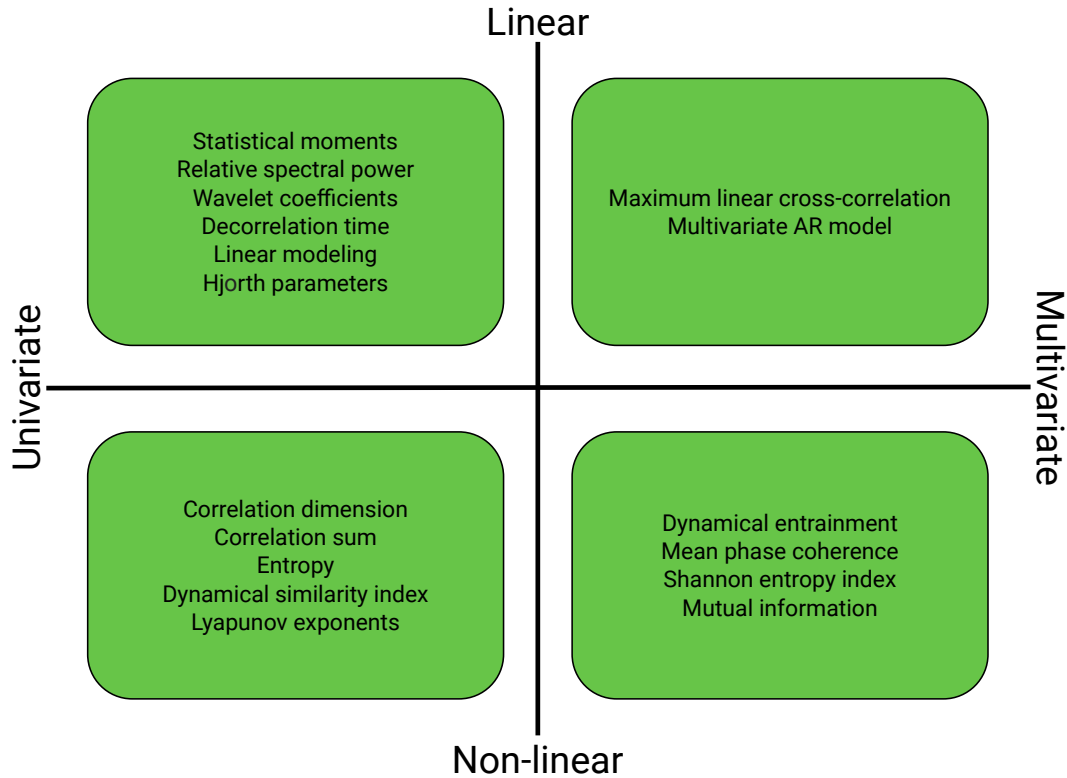 Linear
Statistical moments
Relative spectral power
Wavelet coefficients
Decorrelation time
Linear modeling
Hjorth parameters
Maximum linear cross-correlation
Multivariate AR model
Univariate
Multivariate
Correlation dimension
Correlation sum
Entropy
Dynamical similarity index
Lyapunov exponents
Dynamical entrainment
Mean phase coherence
Shannon entropy index
Mutual information
Non-linear